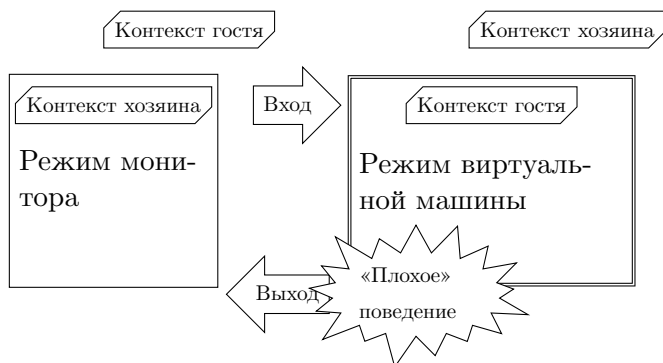 Контекст гостя
Контекст хозяина
Контекст хозяина
Вход
Контекст гостя
Режим мони-
тора
Режим виртуаль-
ной машины
Выход
«Плохое»
поведение